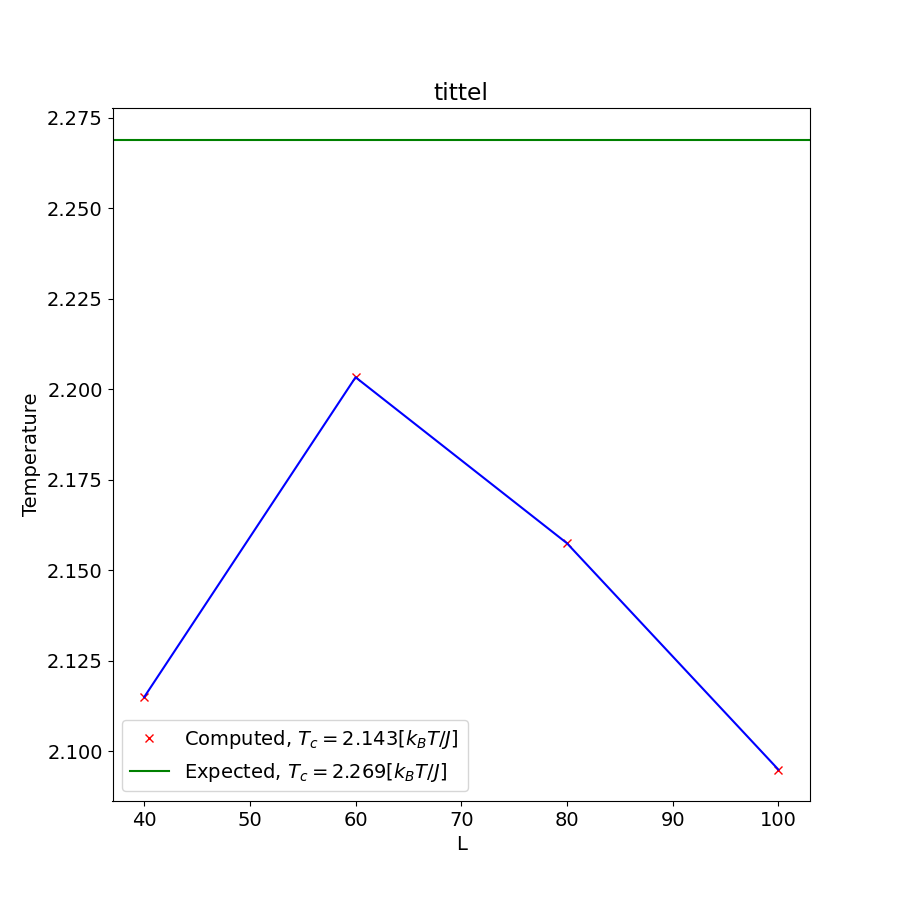 tittel
2.275
2.250
2.225
2.200
2.175
2.150
2.125
2.100
Temperature
Computed, $T_c = 2.143[k_BT/J]$
Expected, $T_c = 2.269[k_BT/J]$
40 50 60 70 80 90 100
L